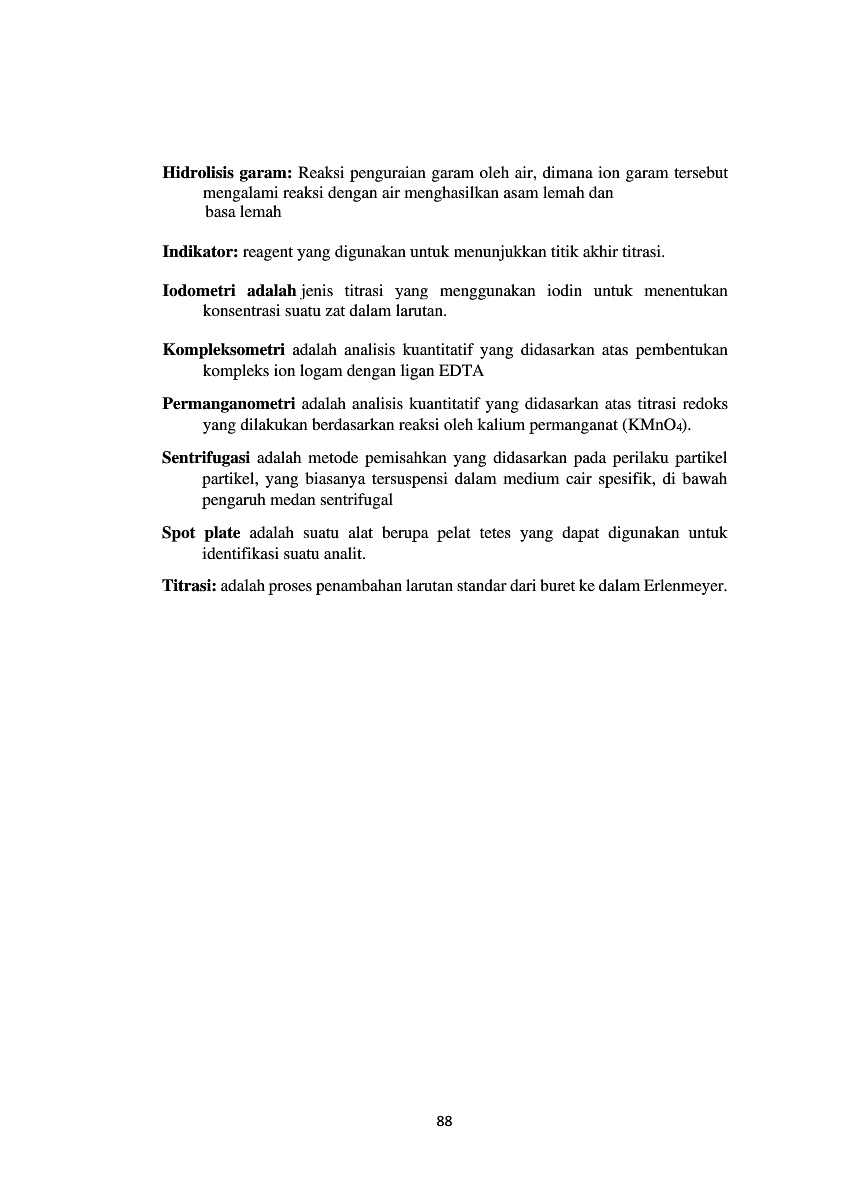 Hidrolisis garam: Reaksi penguraian garam oleh air, dimana ion garam tersebut
mengalami reaksi dengan air menghasilkan asam lemah dan
basa lemah
Indikator: reagent yang digunakan untuk menunjukkan titik akhir titrasi.
Iodometri adalah jenis titrasi yang menggunakan iodin untuk menentukan
konsentrasi suatu zat dalam larutan.
Kompleksometri adalah analisis kuantitatif yang didasarkan atas pembentukan
kompleks ion logam dengan ligan EDTA
Permanganometri adalah analisis kuantitatif yang didasarkan atas titrasi redoks
yang dilakukan berdasarkan reaksi oleh kalium permanganat (KMnO₄).
Sentrifugasi adalah metode pemisahkan yang didasarkan pada perilaku partikel
partikel, yang biasanya tersuspensi dalam medium cair spesifik, di bawah
pengaruh medan sentrifugal
Spot plate adalah suatu alat berupa pelat tetes yang dapat digunakan untuk
identifikasi suatu analit.
Titrasi: adalah proses penambahan larutan standar dari buret ke dalam Erlenmeyer.
88